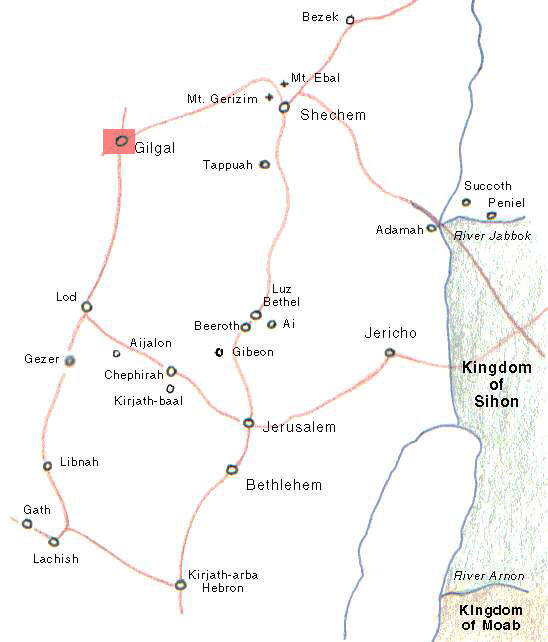 Bezek
Mt. Ebal
Mt. Gerizim
Shechem
Gilgal
Tappuah
Succoth
Peniel
Adamah
River Jabbok
Luz
Bethel
Lod
Beeroth
Ai
Jericho
Aijalon
Gibeon
Gezer
Chephirah
Kingdom
of
Sihon
Kirjath-baal
Jerusalem
Libnah
Bethlehem
Gath
Lachish
Kirjath-arba
Hebron
River Arnon
Kingdom
of Moab